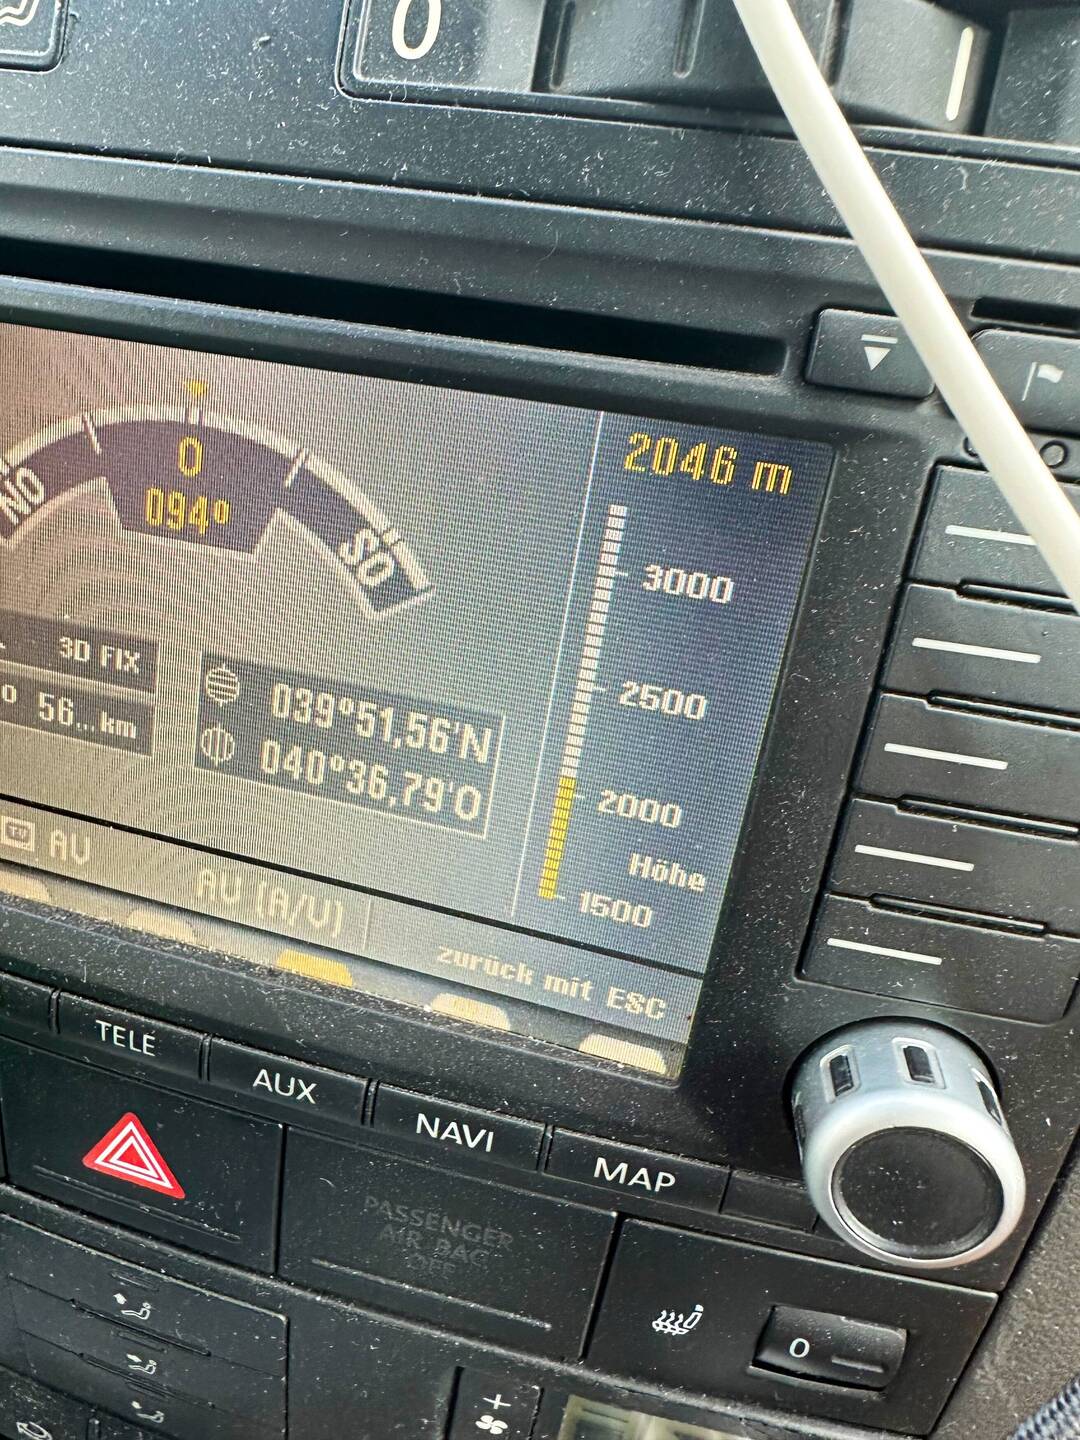 0
2046 m
O
094°
NO
SO
3000
3D FIX
56... km
2500
039°51,56'N
040°36,79'O
2000
Höhe
1500
AV
AV (A/V)
zurück mit ESC
TELE
AUX
NAVI
MAP
PASSENGER
AIR BAG
OFF
0
+